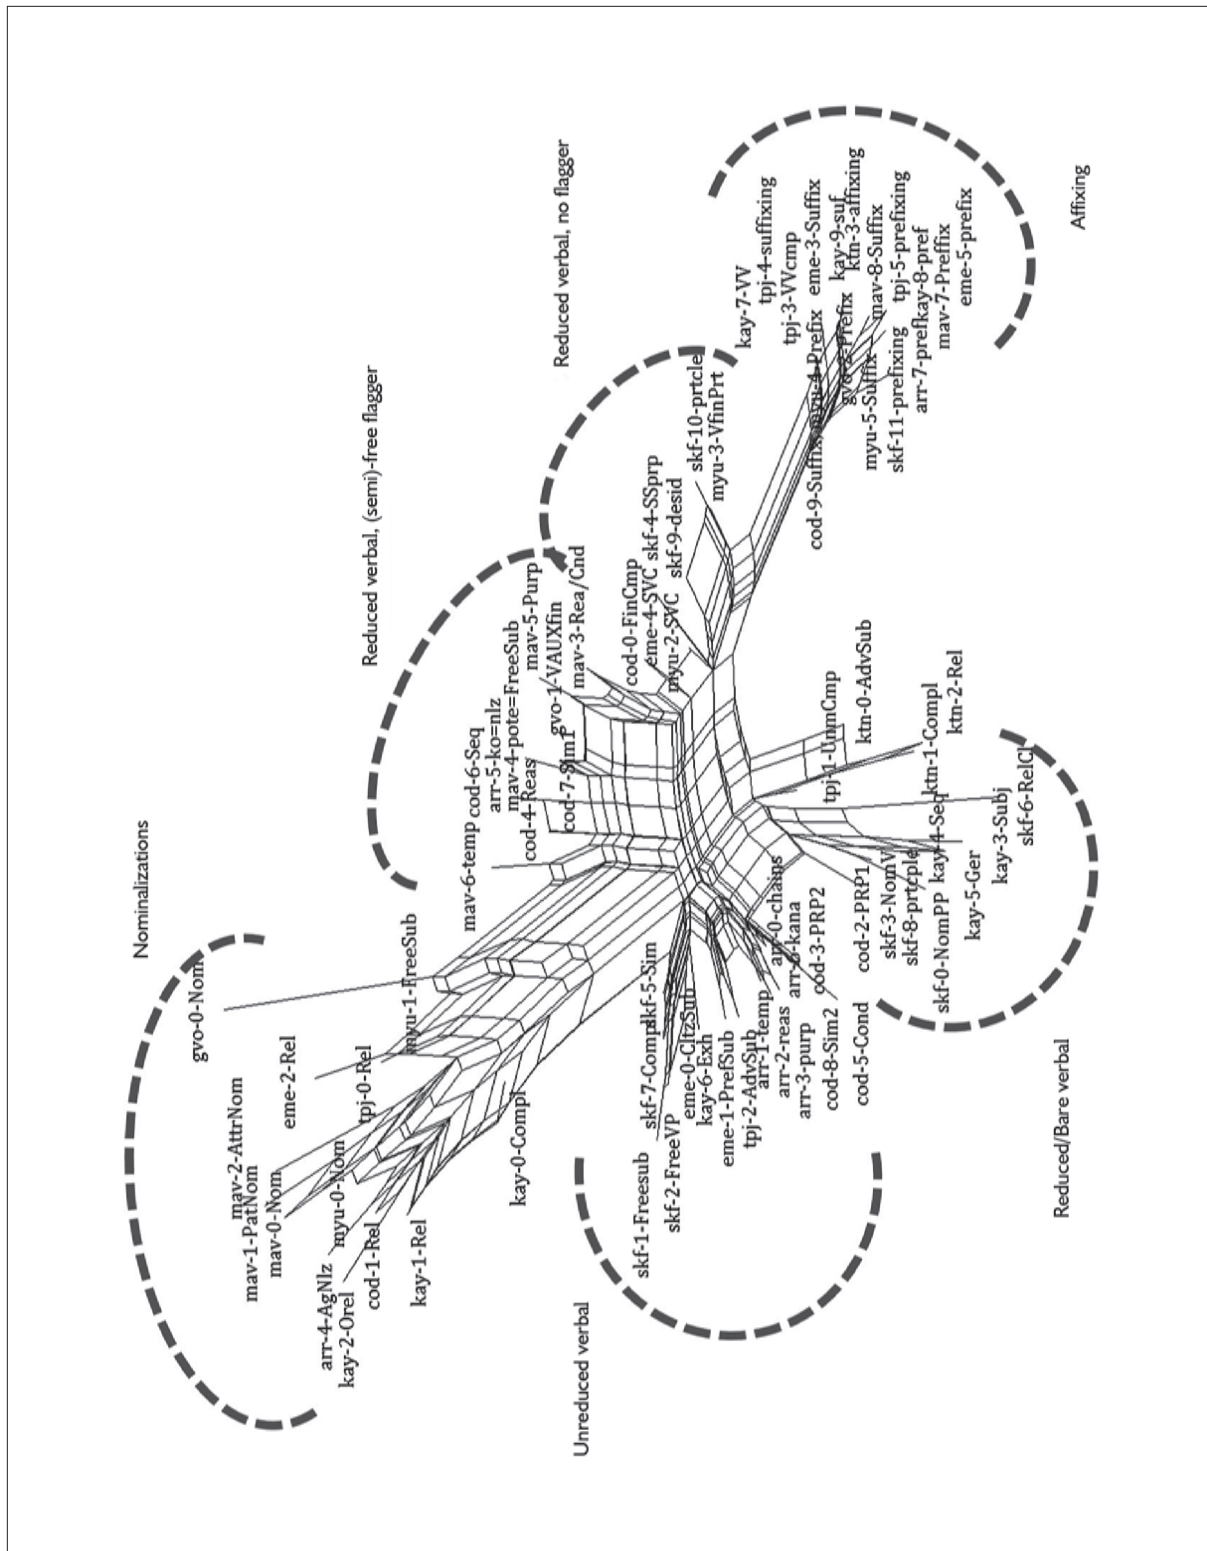 Nominalizations
gvo-0-Nom
eme-2-Rel
mav-2-AttrNom
mav-1-PatNom
mav-0-Nom
tpj-0-Rel
myu-1-FreeSub
myu-0-Nom
arr-4-AgNlz
kay-2-Orel
cod-1-Rel
kay-1-Rel
kay-0-Compl
Reduced verbal, (semi)-free flagger
mav-6-temp
cod-6-Seq
arr-5-ko=nlz
mav-4-pote=FreeSub
cod-4-Reas
mav-5-Purp
gvo-1-VAUXfin
cod-7-Sim1
mav-3-Rea/Cnd
Reduced verbal, no flagger
cod-0-FinCmp
eme-4-SVC
skf-4-SSprp
myu-2-SVC
skf-9-desid
skf-10-prtcle
myu-3-VfinPrt
Affixing
kay-7-VV
tpj-4-suffixing
tpj-3-VVcmp
eme-3-Suffix
cod-9-Suffix
myu-4-Prefix
kay-9-suf
gvo-2-Prefix
ktn-3-affixing
myu-5-Suffix
mav-8-Suffix
skf-11-prefixing
tpj-5-prefixing
arr-7-pref
kay-8-pref
mav-7-Preffix
eme-5-prefix
Unreduced verbal
skf-1-Freesub
skf-7-Compl
skf-5-Sim
skf-2-FreeVP
eme-0-CltzSub
kay-6-Exh
eme-1-PrefSub
tpj-2-AdvSub
arr-1-temp
arr-2-reas
arr-3-purp
cod-8-Sim2
cod-5-Cond
Reduced/Bare verbal
arr-0-chains
arr-6-kana
cod-3-PRP2
cod-2-PRP1
skf-3-NomV
skf-8-prtcple
skf-0-NomPP
kay-4-Seq
kay-5-Ger
kay-3-Subj
skf-6-RelCl
tpj-1-UnmCmp
ktn-0-AdvSub
ktn-1-Compl
ktn-2-Rel